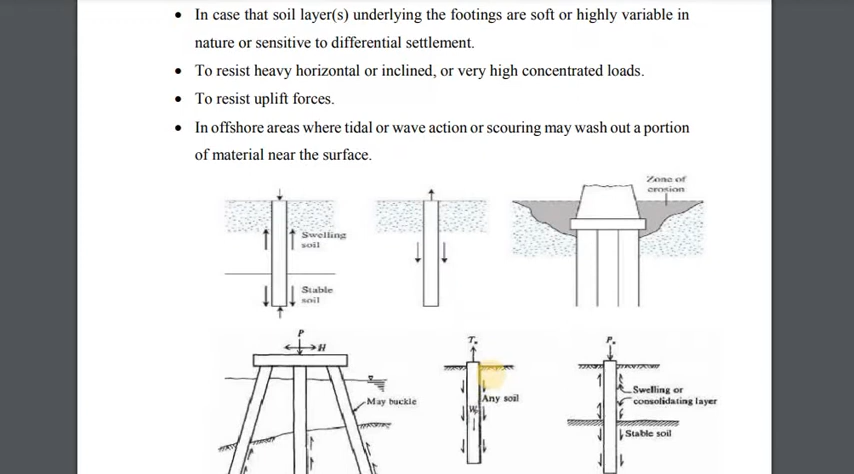 • In case that soil layer(s) underlying the footings are soft or highly variable in
nature or sensitive to differential settlement.
• To resist heavy horizontal or inclined, or very high concentrated loads.
• To resist uplift forces.
• In offshore areas where tidal or wave action or scouring may wash out a portion
of material near the surface.
Zone of
erosion
Swelling
soil
Stable
soil
P
H
May buckle
T.
Any soil
P.
Swelling or
consolidating layer
Stable soil